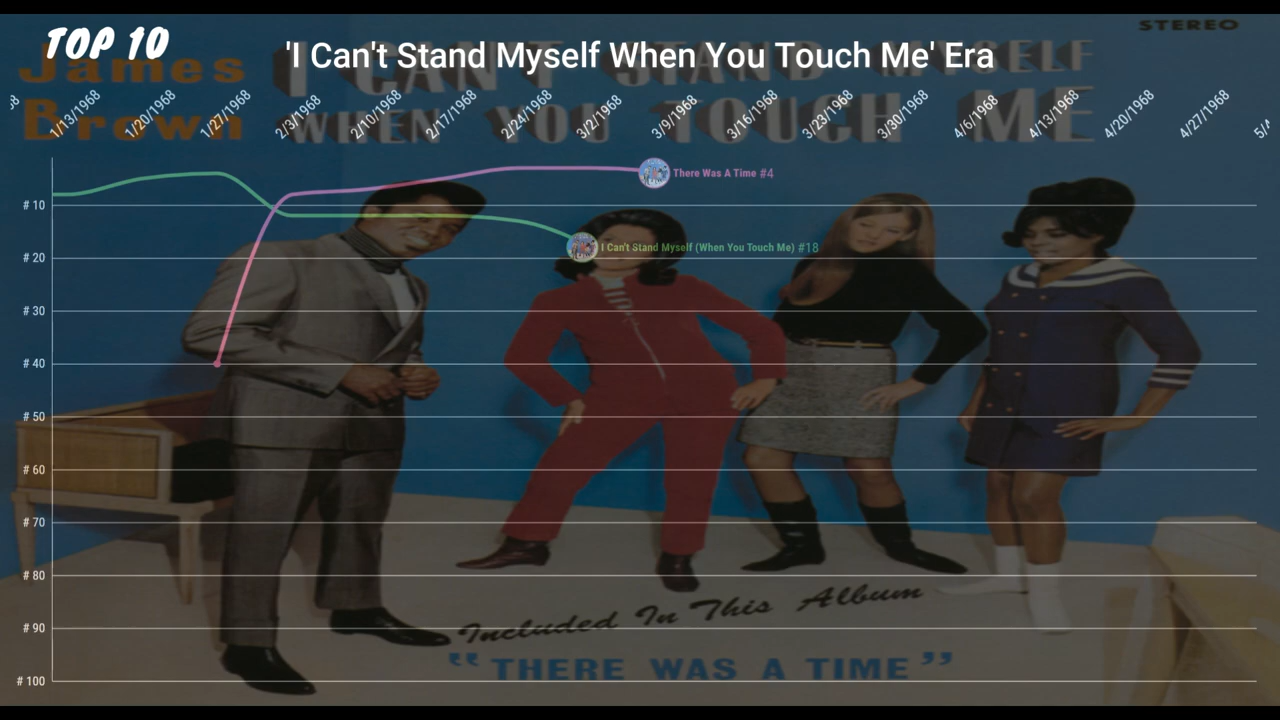 STEREO
TOP 10
'I Can't Stand Myself When You Touch Me' Era
James
Brown
I CAN'T STAND MYSELF
WHEN YOU TOUCH ME
1/13/1968
1/20/1968
1/27/1968
2/3/1968
2/10/1968
2/17/1968
2/24/1968
3/2/1968
3/9/1968
3/16/1968
3/23/1968
3/30/1968
4/6/1968
4/13/1968
4/20/1968
4/27/1968
There Was A Time #4
I Can't Stand Myself (When You Touch Me) #18
# 10
# 20
# 30
# 40
# 50
# 60
# 70
# 80
# 90
# 100
Included In This Album
“THERE WAS A TIME”